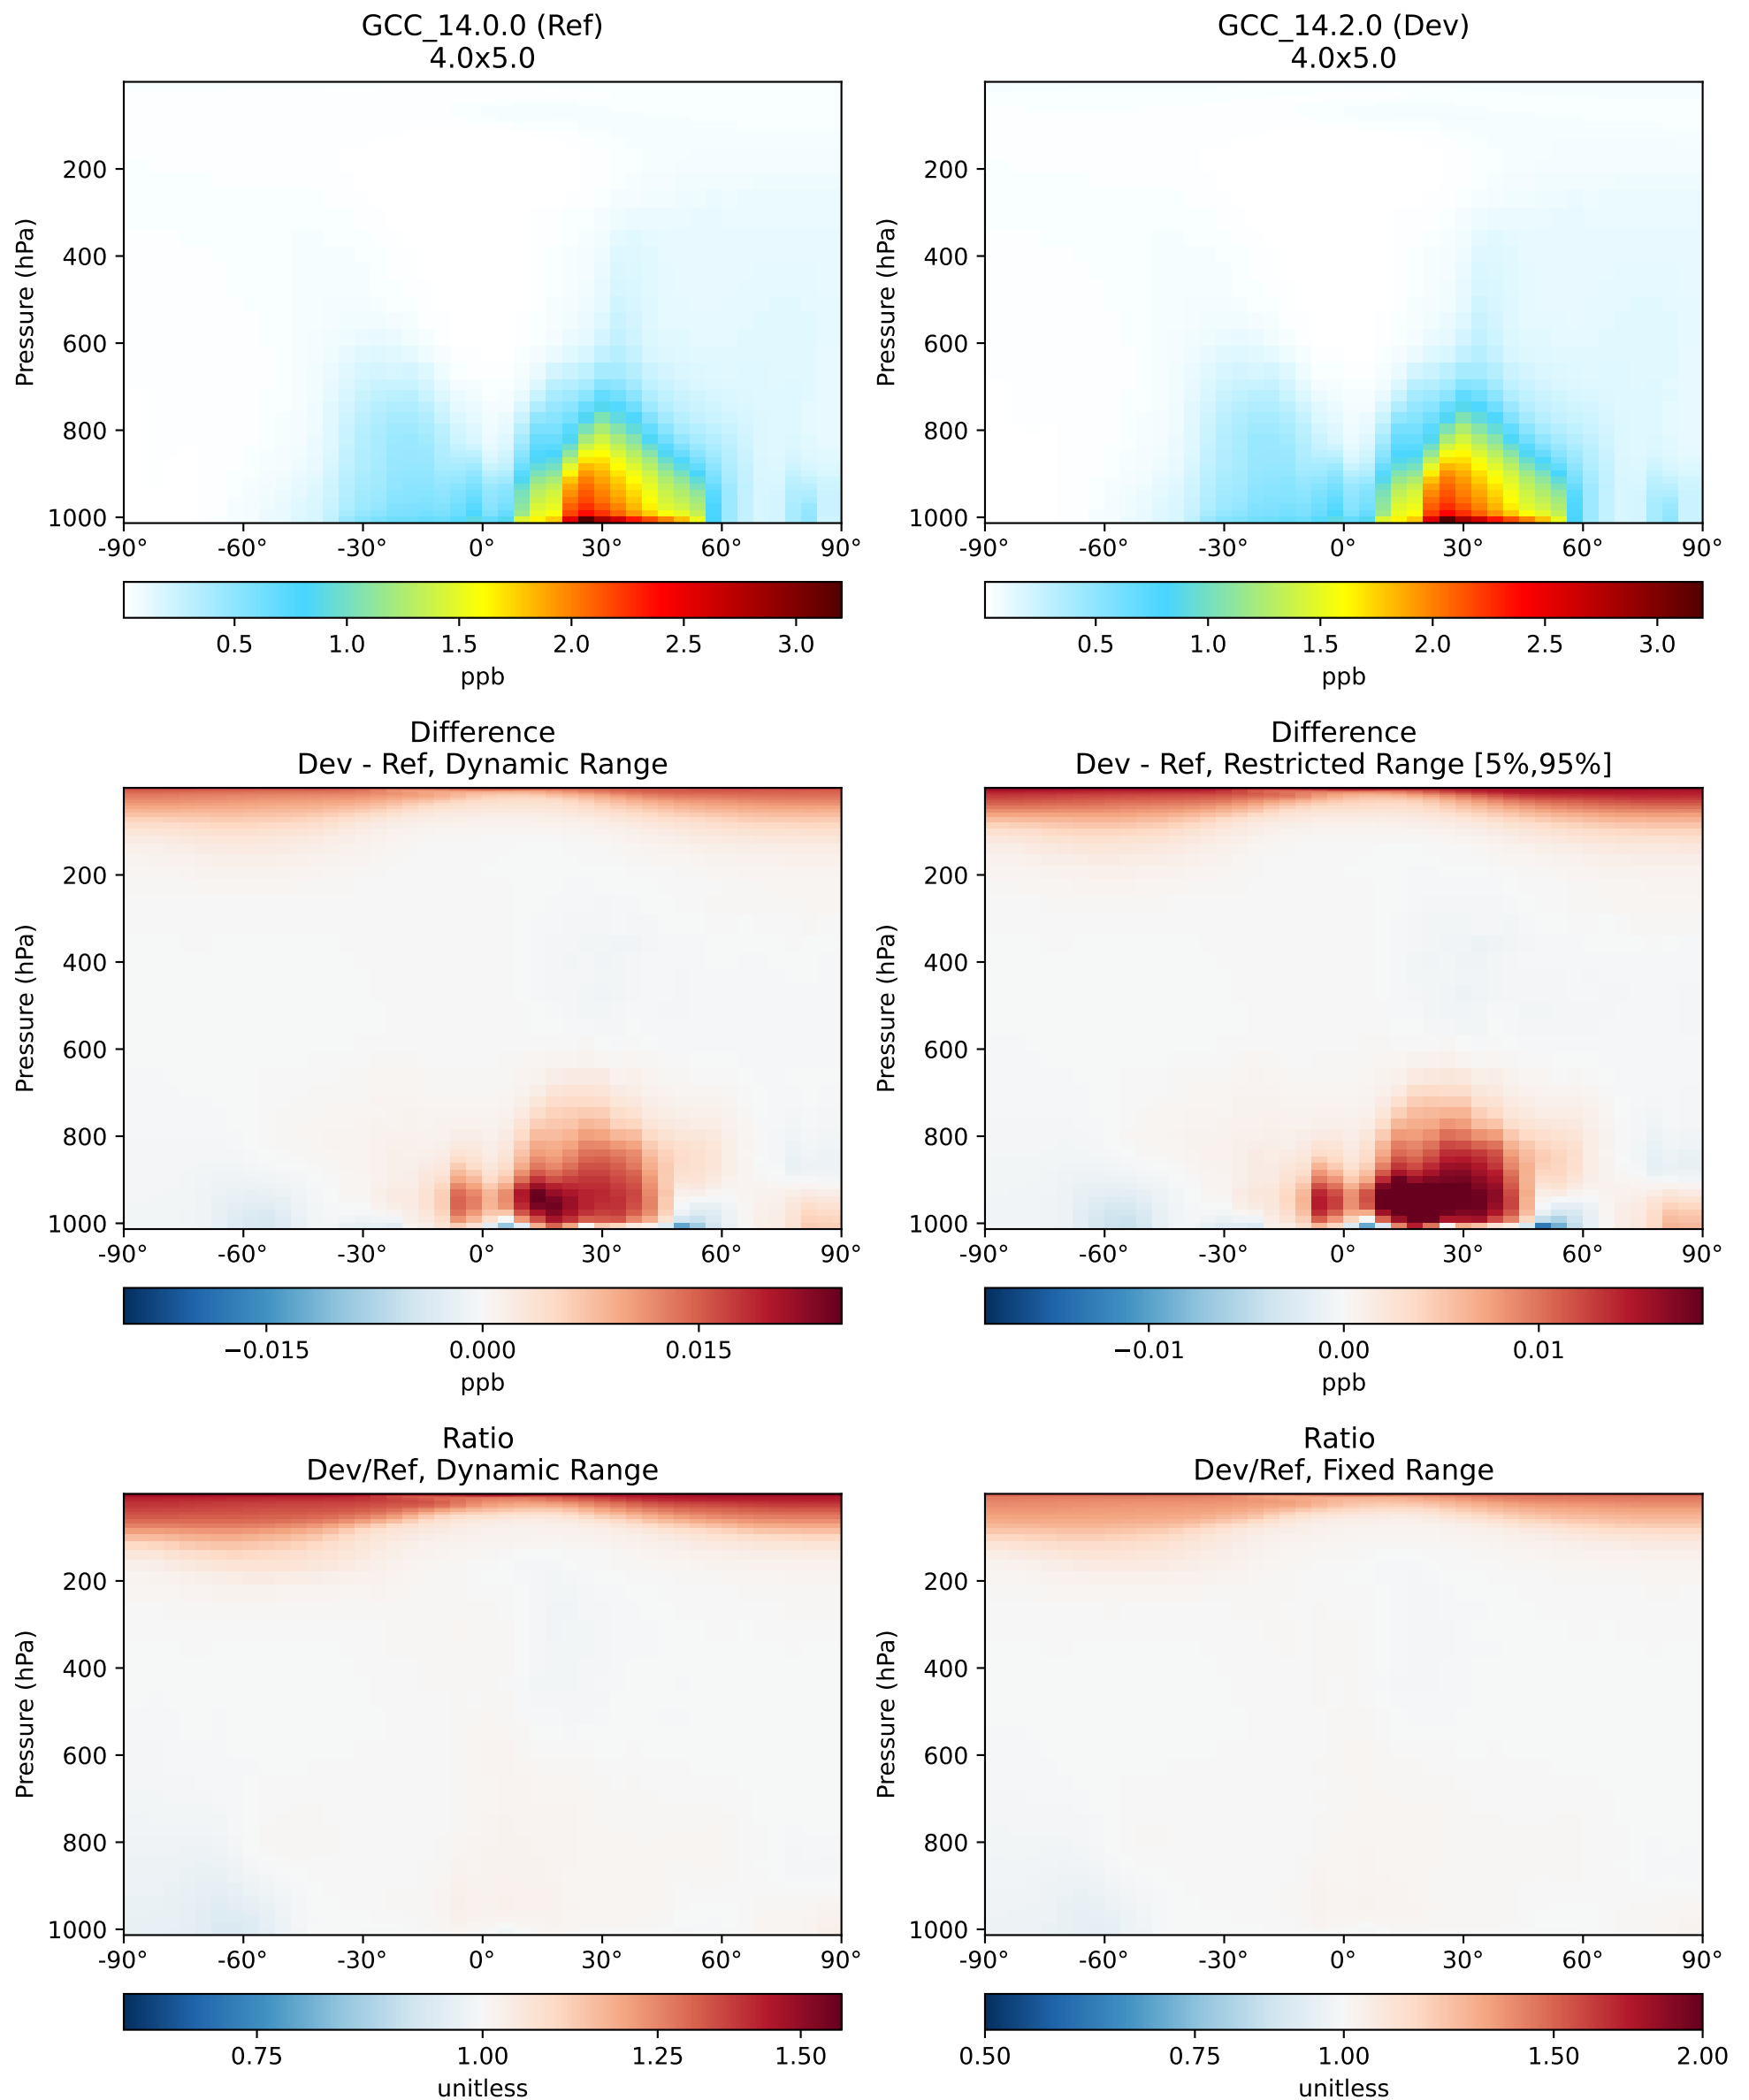 GCC_14.0.0 (Ref)
4.0x5.0
Pressure (hPa)
200
400
600
800
1000
-90° -60° -30° 0° 30° 60° 90°
0.5 1.0 1.5 2.0 2.5 3.0
ppb
GCC_14.2.0 (Dev)
4.0x5.0
Pressure (hPa)
200
400
600
800
1000
-90° -60° -30° 0° 30° 60° 90°
0.5 1.0 1.5 2.0 2.5 3.0
ppb
Difference
Dev - Ref, Dynamic Range
Pressure (hPa)
200
400
600
800
1000
-90° -60° -30° 0° 30° 60° 90°
−0.015 0.000 0.015
ppb
Difference
Dev - Ref, Restricted Range [5%,95%]
Pressure (hPa)
200
400
600
800
1000
-90° -60° -30° 0° 30° 60° 90°
−0.01 0.00 0.01
ppb
Ratio
Dev/Ref, Dynamic Range
Pressure (hPa)
200
400
600
800
1000
-90° -60° -30° 0° 30° 60° 90°
0.75 1.00 1.25 1.50
unitless
Ratio
Dev/Ref, Fixed Range
Pressure (hPa)
200
400
600
800
1000
-90° -60° -30° 0° 30° 60° 90°
0.50 0.75 1.00 1.50 2.00
unitless